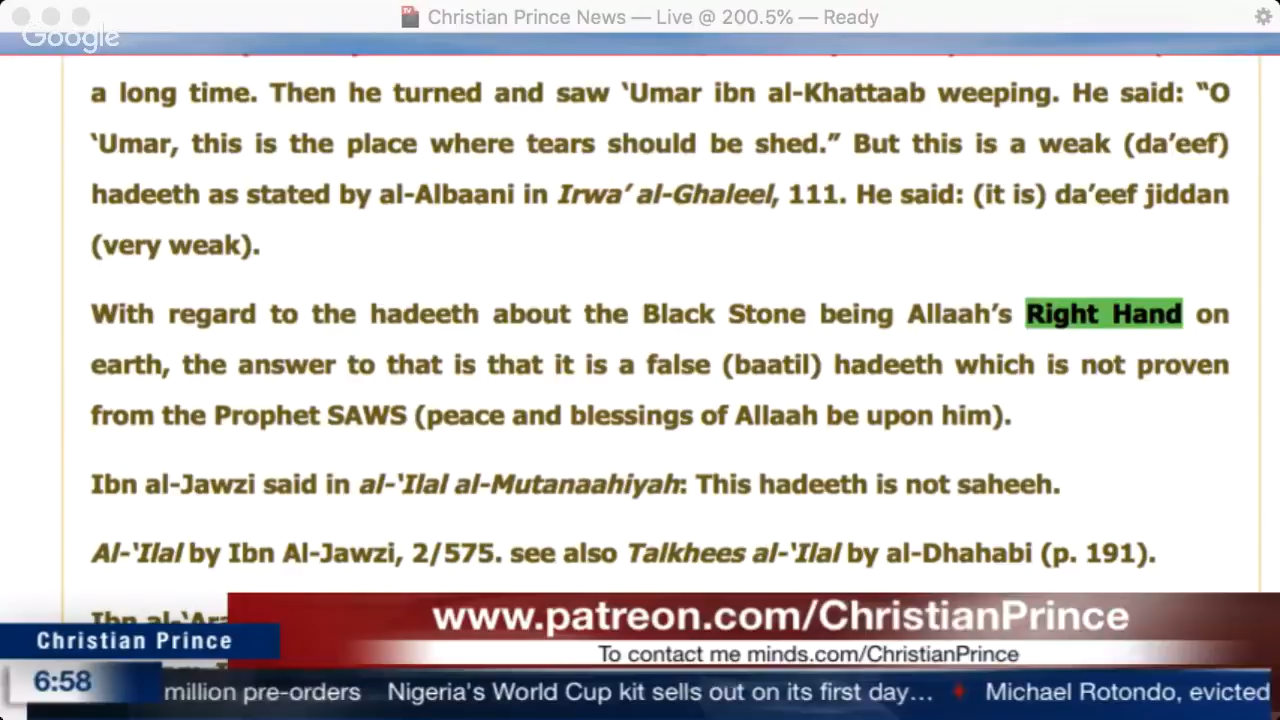 Christian Prince News — Live @ 200.5% — Ready
Google
a long time. Then he turned and saw ‘Umar ibn al-Khattaab weeping. He said: “O
‘Umar, this is the place where tears should be shed.” But this is a weak (da’eef)
hadeeth as stated by al-Albaani in Irwa’ al-Ghaleel, 111. He said: (it is) da’eef jiddan
(very weak).
With regard to the hadeeth about the Black Stone being Allaah’s Right Hand on
earth, the answer to that is that it is a false (baatil) hadeeth which is not proven
from the Prophet SAWS (peace and blessings of Allaah be upon him).
Ibn al-Jawzi said in al-‘Ilal al-Mutanaahiyah: This hadeeth is not saheeh.
Al-‘Ilal by Ibn Al-Jawzi, 2/575. see also Talkhees al-‘Ilal by al-Dhahabi (p. 191).
www.patreon.com/ChristianPrince
Christian Prince
To contact me minds.com/ChristianPrince
6:58
million pre-orders Nigeria's World Cup kit sells out on its first day... Michael Rotondo, evicted